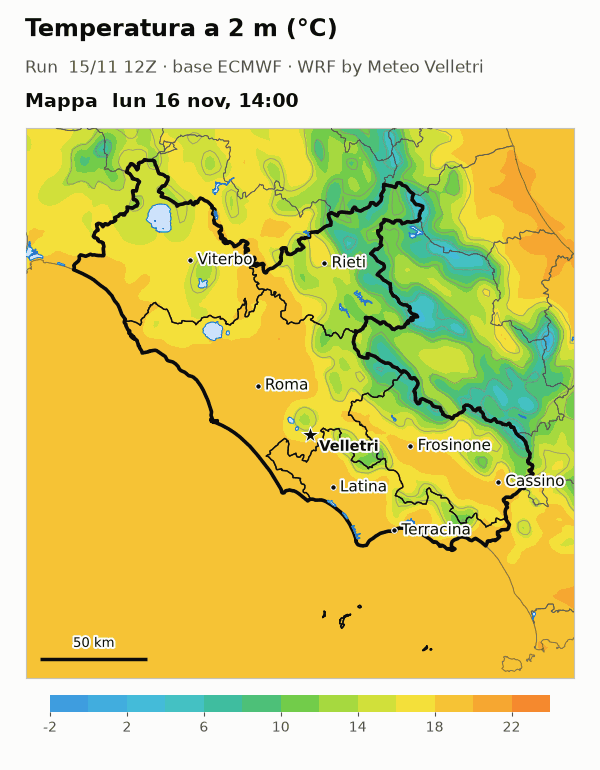 Temperatura a 2 m (°C)
Run  15/11 12Z · base ECMWF · WRF by Meteo Velletri
Mappa  lun 16 nov, 14:00
Viterbo
Rieti
Roma
Velletri
Frosinone
Latina
Cassino
Terracina
50 km
-2 2 6 10 14 18 22